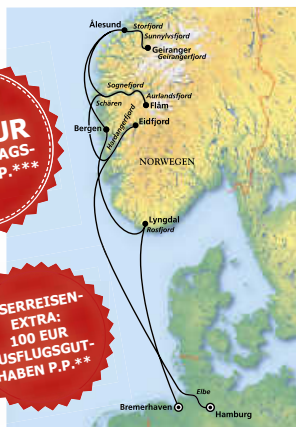 Ålesund
Storfjord
Sunnylvsfjord
Geiranger
Geirangerfjord
Sognefjord
Aurlandsfjord
Schären
Flåm
Bergen
Hardangerfjord
Eidfjord
NORWEGEN
Lyngdal
Rosfjord
UR
AGS-
P.P.***
SERREISEN-
EXTRA:
100 EUR
USFLUGSGUT-
HABEN P.P.**
Elbe
Bremerhaven
Hamburg